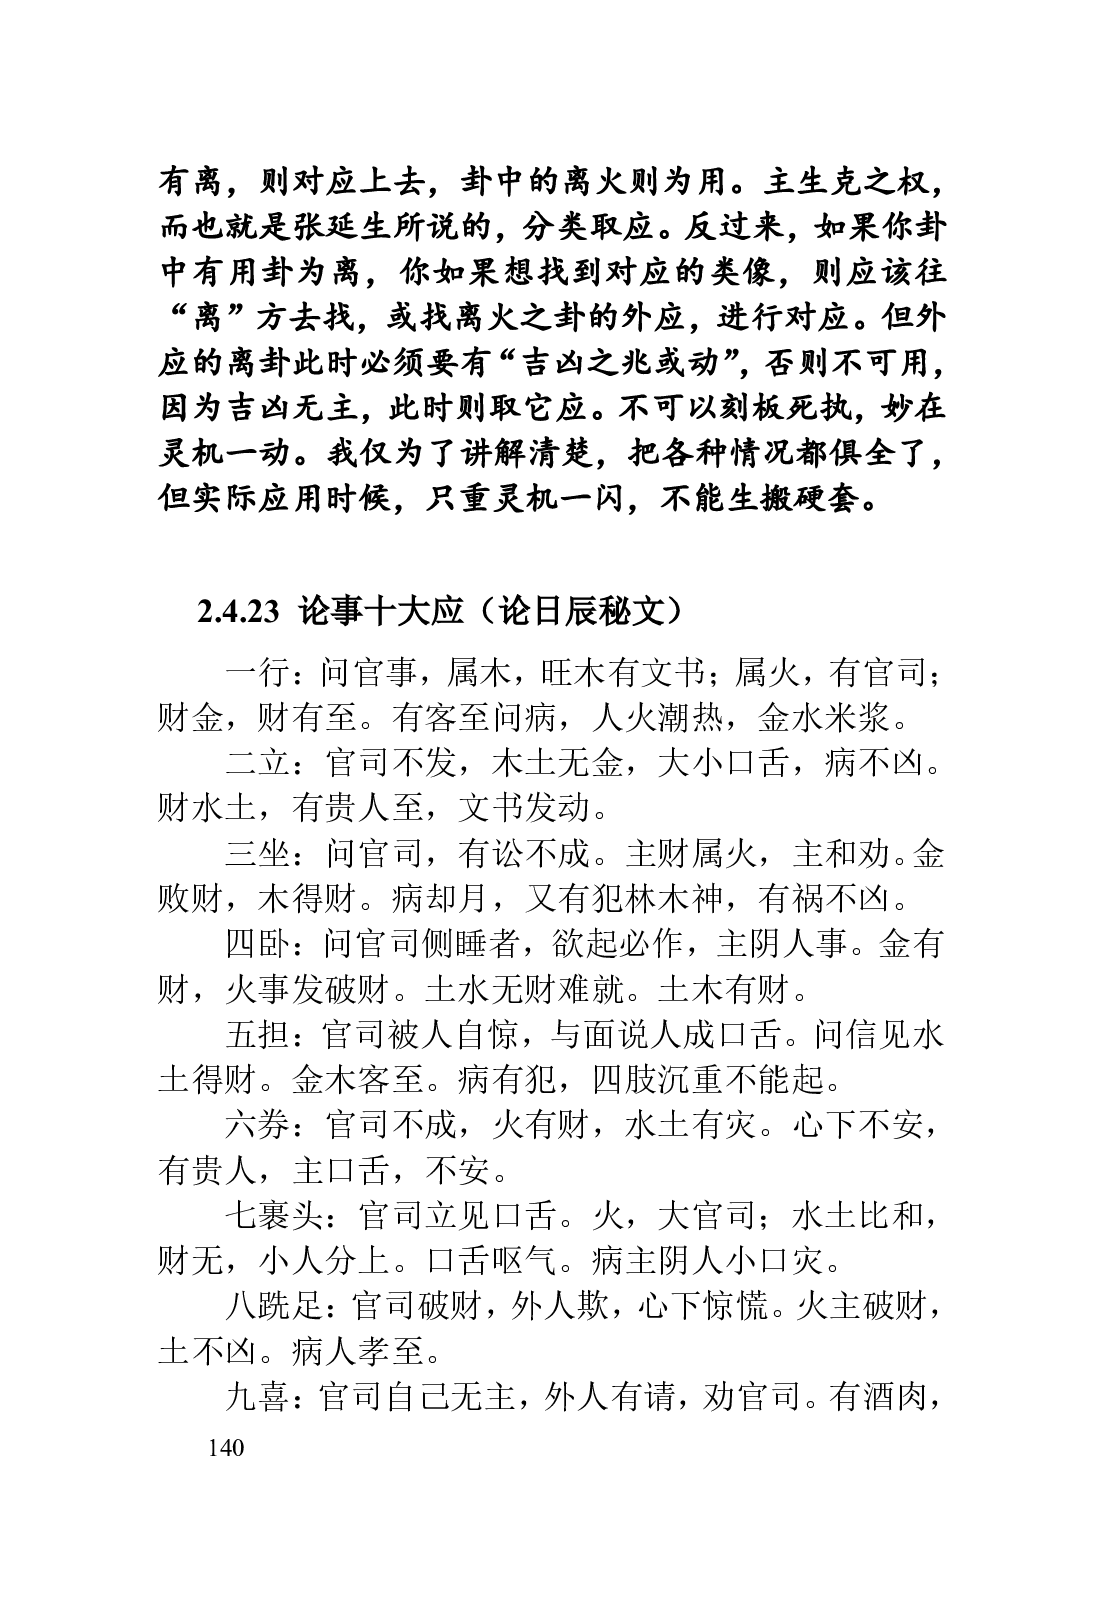 有离，则对应上去，卦中的离火则为用。主生克之权，
而也就是张延生所说的，分类取应。反过来，如果你卦
中有用卦为离，你如果想找到对应的类像，则应该往
“离”方去找，或找离火之卦的外应，进行对应。但外
应的离卦此时必须要有“吉凶之兆或动”，否则不可用，
因为吉凶无主，此时则取它应。不可以刻板死执，妙在
灵机一动。我仅为了讲解清楚，把各种情况都俱全了，
但实际应用时候，只重灵机一闪，不能生搬硬套。
2.4.23 论事十大应（论日辰秘文）
一行：问官事，属木，旺木有文书；属火，有官司；
财金，财有至。有客至问病，人火潮热，金水米浆。
二立：官司不发，木土无金，大小口舌，病不凶。
财水土，有贵人至，文书发动。
三坐：问官司，有讼不成。主财属火，主和劝。金
败财，木得财。病却月，又有犯林木神，有祸不凶。
四卧：问官司侧睡者，欲起必作，主阴人事。金有
财，火事发破财。土水无财难就。土木有财。
五担：官司被人自惊，与面说人成口舌。问信见水
土得财。金木客至。病有犯，四肢沉重不能起。
六券：官司不成，火有财，水土有灾。心下不安，
有贵人，主口舌，不安。
七裹头：官司立见口舌。火，大官司；水土比和，
财无，小人分上。口舌呕气。病主阴人小口灾。
八跣足：官司破财，外人欺，心下惊慌。火主破财，
土不凶。病人孝至。
九喜：官司自己无主，外人有请，劝官司。有酒肉，
140